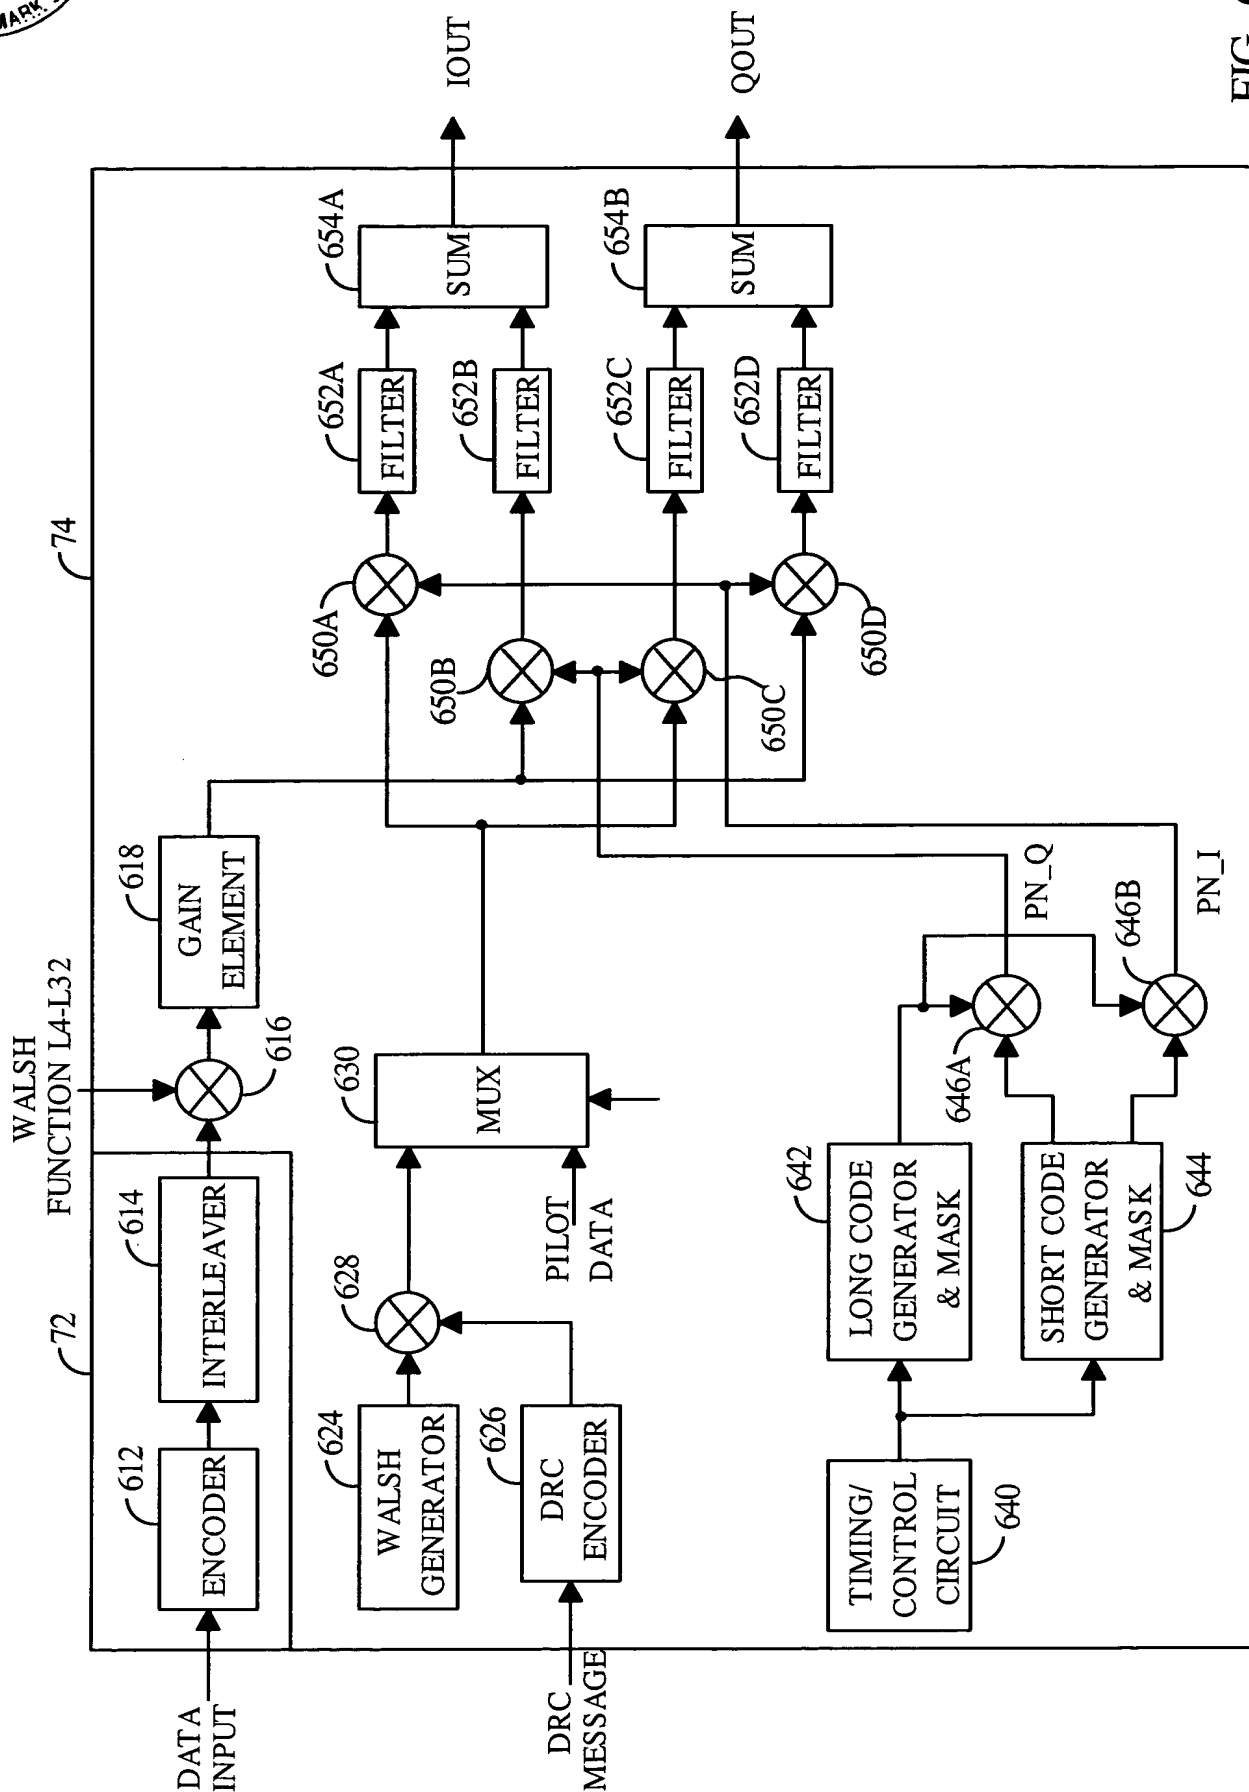 MARK
DATA
INPUT
72
612
ENCODER
614
INTERLEAVER
WALSH
FUNCTION L4-L32
616
618
GAIN
ELEMENT
74
624
WALSH
GENERATOR
628
DRC
MESSAGE
626
DRC
ENCODER
630
MUX
PILOT
DATA
640
TIMING/
CONTROL
CIRCUIT
642
LONG CODE
GENERATOR
& MASK
644
SHORT CODE
GENERATOR
& MASK
646A
646B
PN_Q
PN_I
650A
650B
650C
650D
652A
FILTER
652B
FILTER
652C
FILTER
652D
FILTER
654A
SUM
654B
SUM
IOUT
QOUT
FIG.